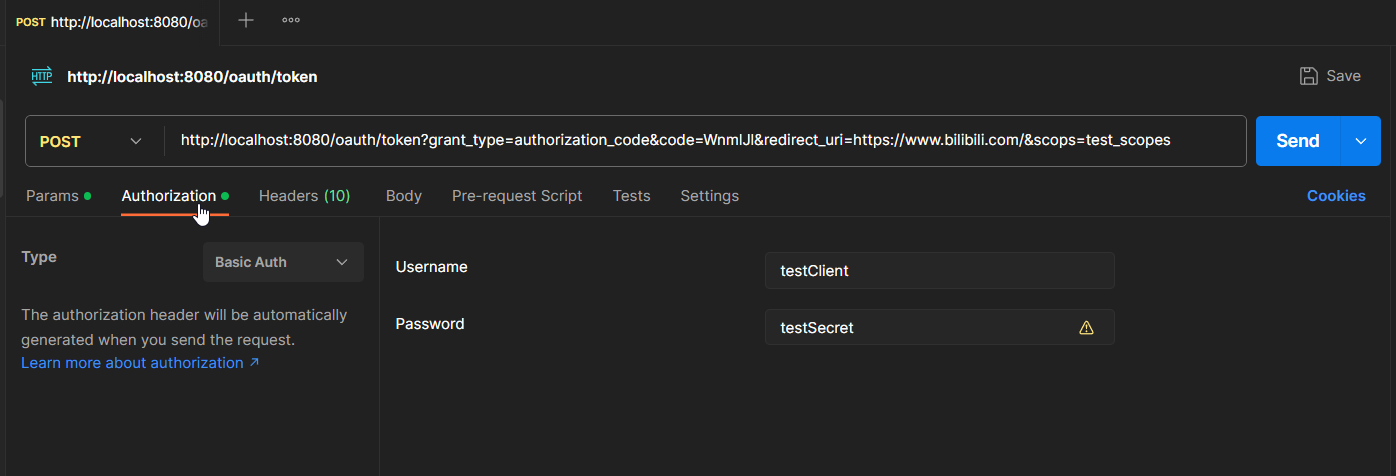 POST http://localhost:8080/oa
HTTP http://localhost:8080/oauth/token
Save
POST http://localhost:8080/oauth/token?grant_type=authorization_code&code=WnmlJl&redirect_uri=https://www.bilibili.com/&scops=test_scopes
Send
Params Authorization Headers (10) Body Pre-request Script Tests Settings Cookies
Type Basic Auth
The authorization header will be automatically
generated when you send the request.
Learn more about authorization ↗
Username testClient
Password testSecret